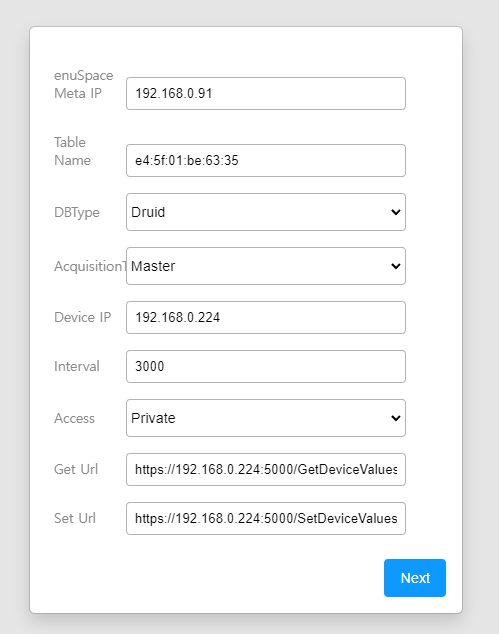 enuSpace
Meta IP
192.168.0.91
Table
Name
e4:5f:01:be:63:35
DBType
Druid
Master
Device IP
192.168.0.224
Interval
3000
Access
Private
Get Url
https://192.168.0.224:5000/GetDeviceValues
Set Url
https://192.168.0.224:5000/SetDeviceValues
Next